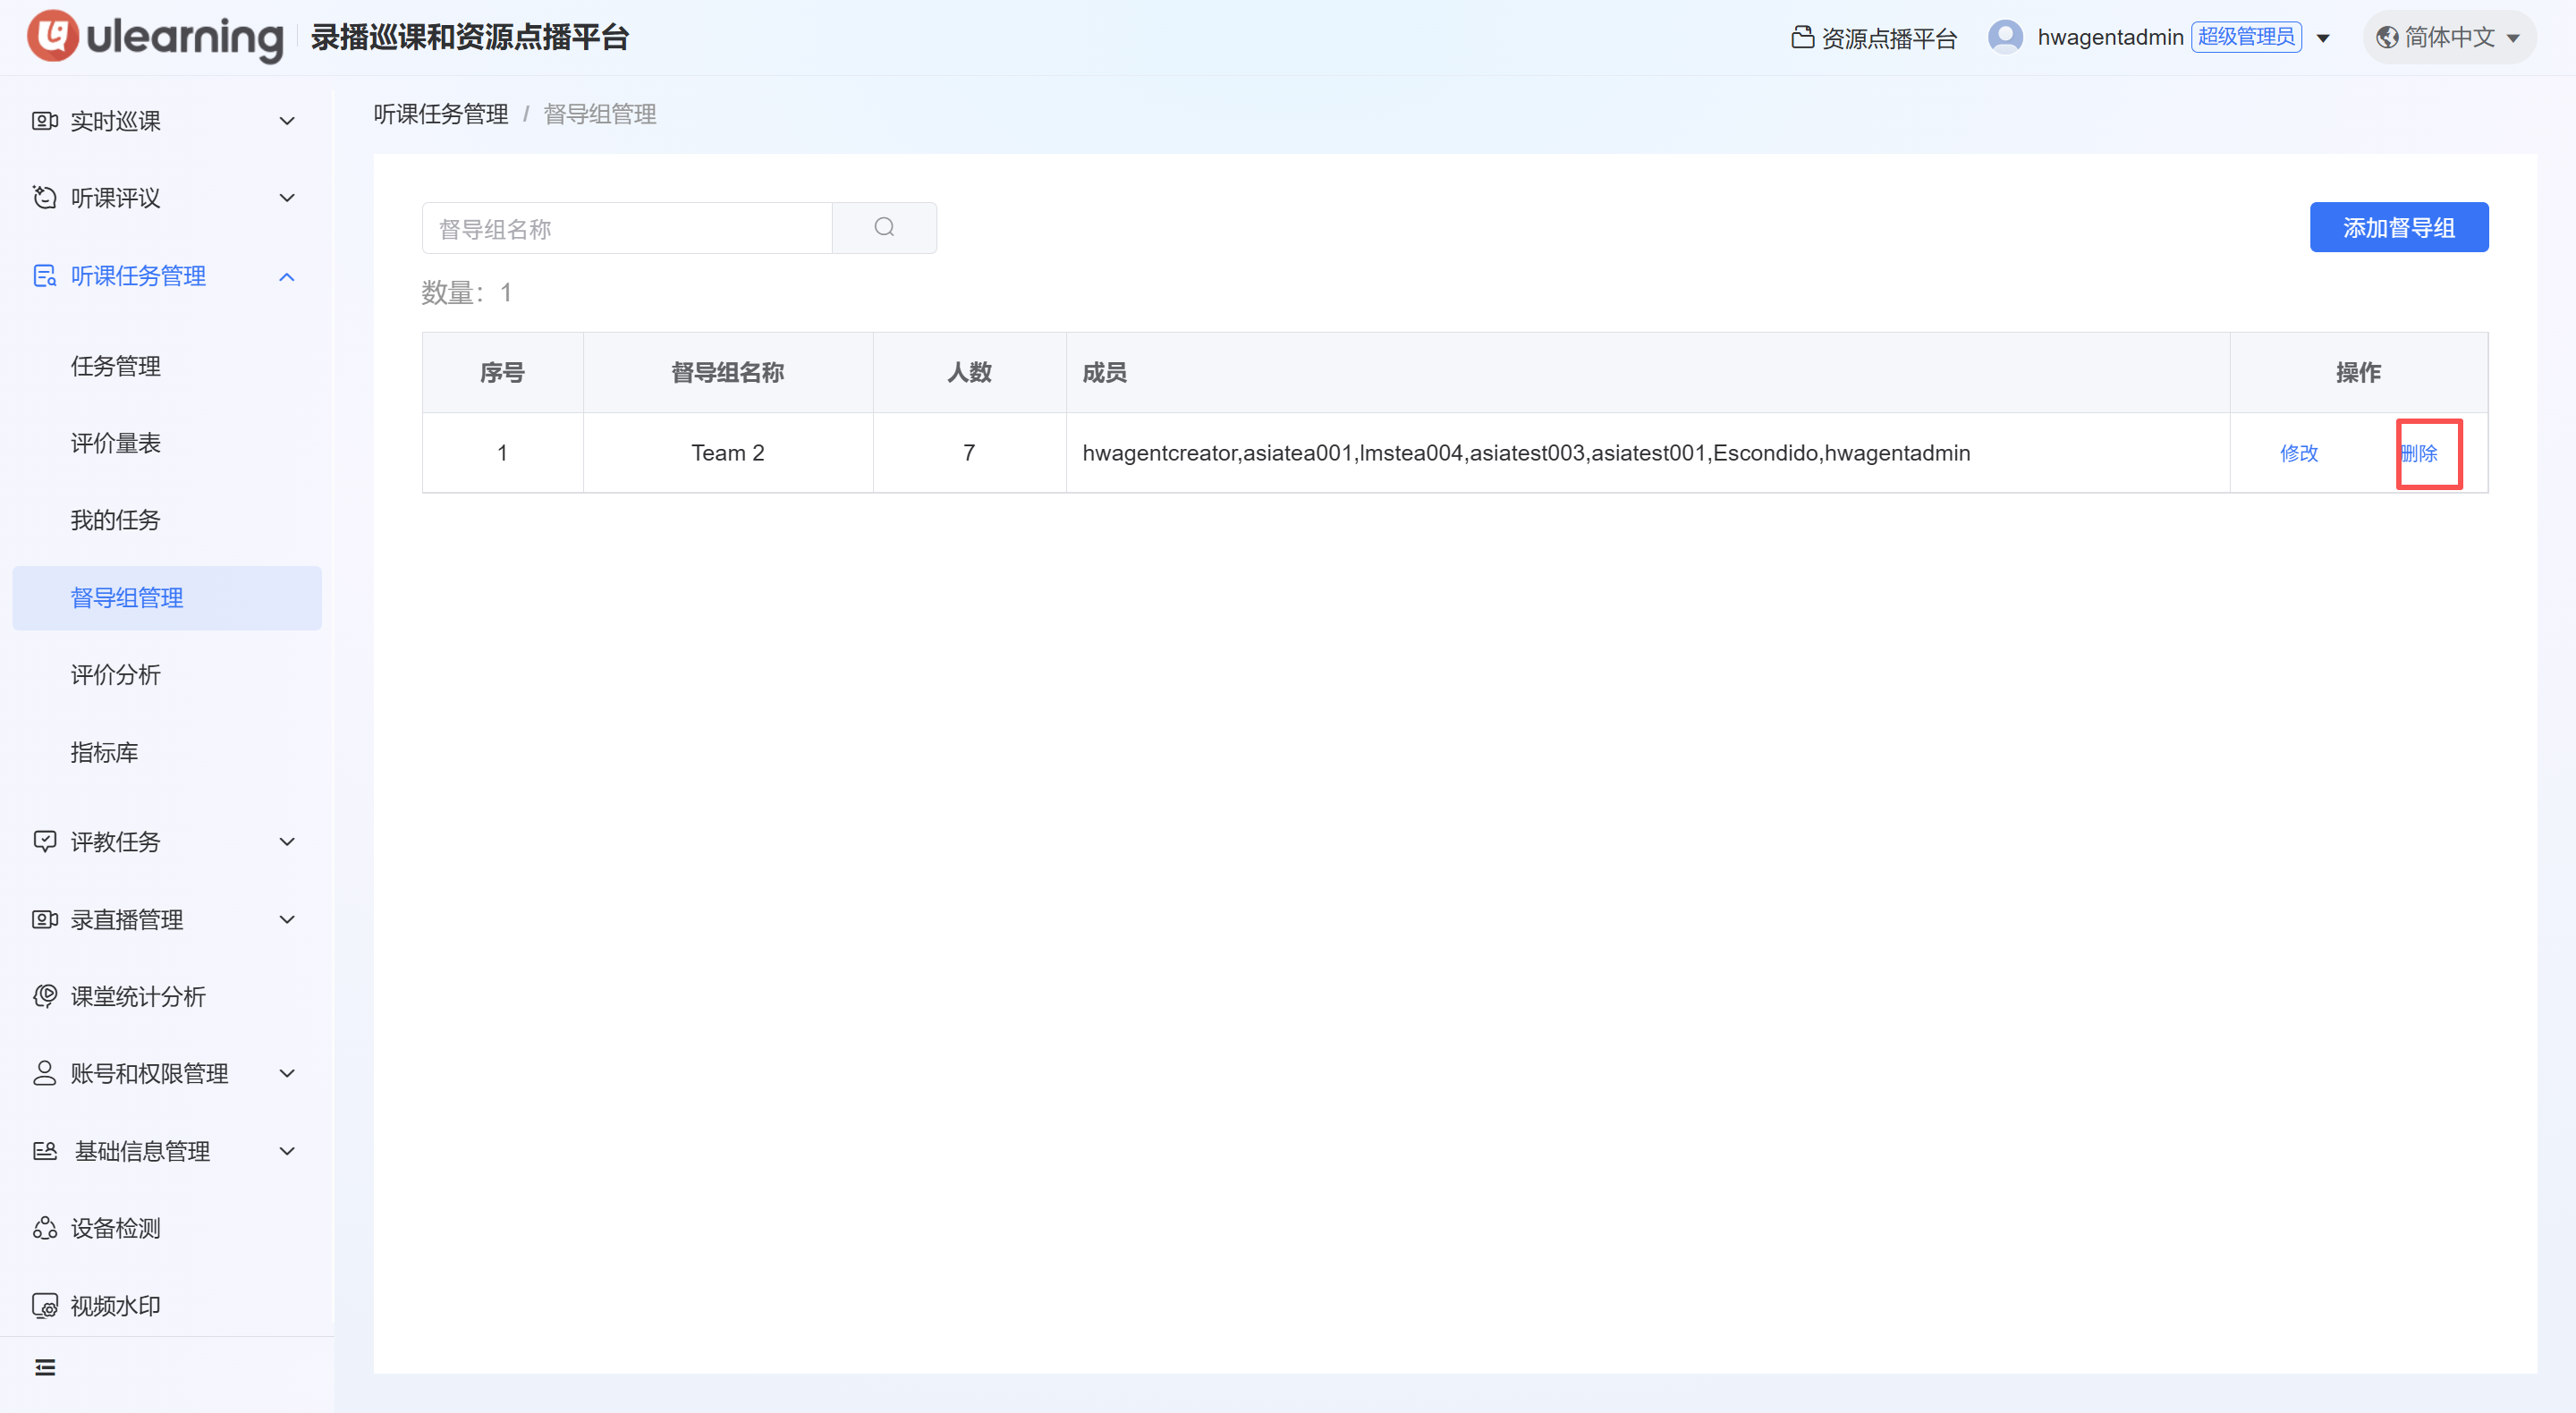 ulearning 录播巡课和资源点播平台 资源点播平台 hwagentadmin 超级管理员 简体中文
实时巡课
听课评议
听课任务管理
任务管理
评价量表
我的任务
督导组管理
评价分析
指标库
评教任务
录直播管理
课堂统计分析
账号和权限管理
基础信息管理
设备检测
视频水印
听课任务管理 / 督导组管理
督导组名称 添加督导组
数量：1
序号 督导组名称 人数 成员 操作
1 Team 2 7 hwagentcreator,asiatea001,lmstea004,asiatest003,asiatest001,Escondido,hwagentadmin 修改 删除